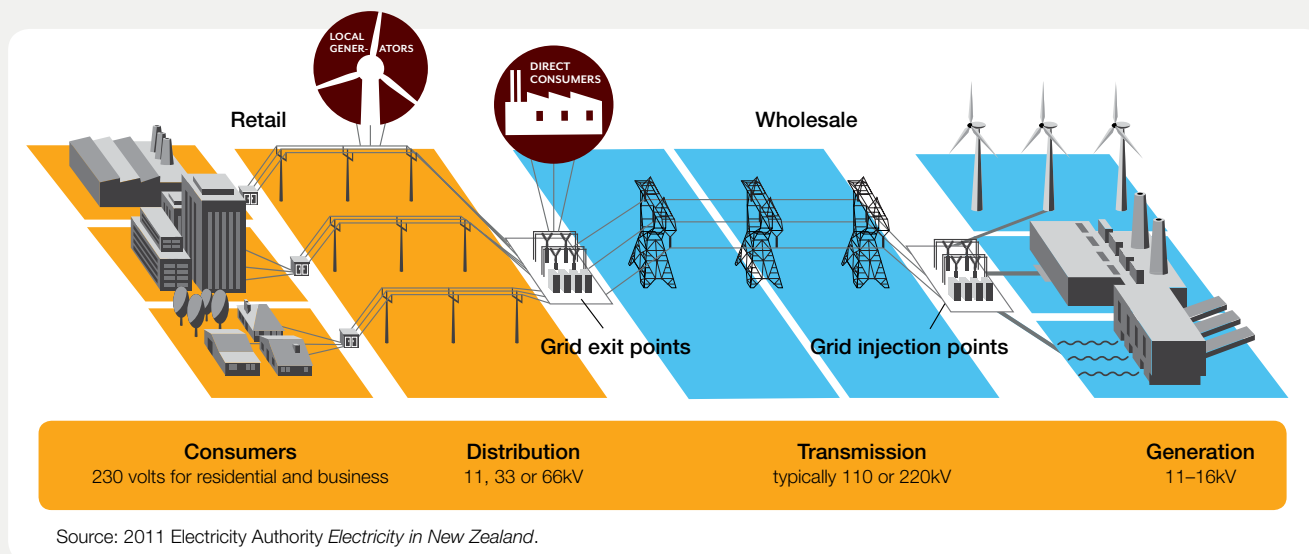 LOCAL
GENER- ATORS
DIRECT
CONSUMERS
Retail
Wholesale
Grid exit points
Grid injection points
Consumers
230 volts for residential and business
Distribution
11, 33 or 66kV
Transmission
typically 110 or 220kV
Generation
11–16kV
Source: 2011 Electricity Authority Electricity in New Zealand.